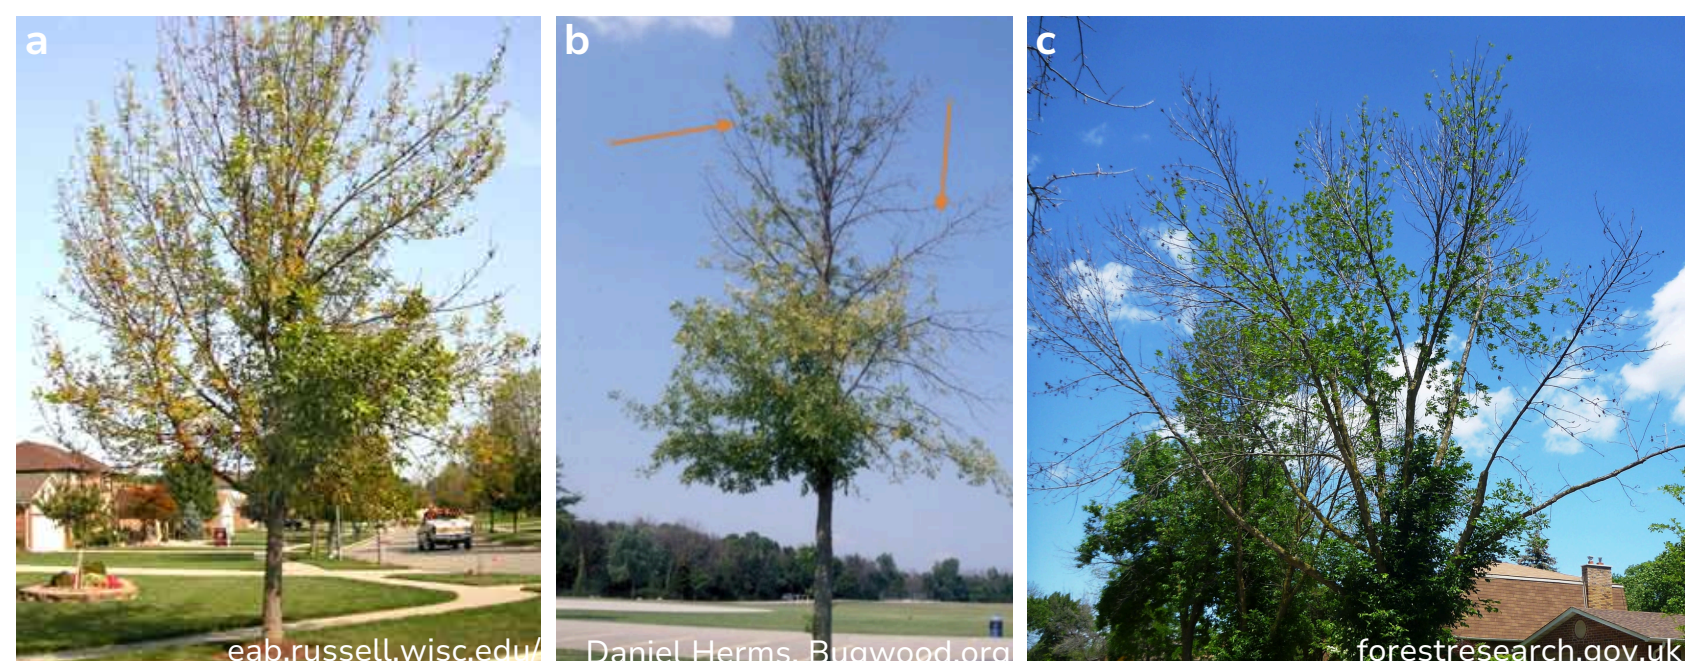 a
b
c
eab.russell.wisc.edu/
Daniel Herms, Bugwood.org
forestresearch.gov.uk